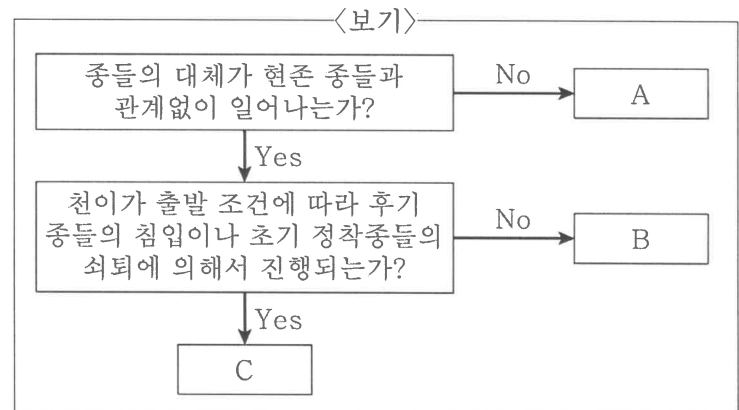 〈보기〉
종들의 대체가 현존 종들과
관계없이 일어나는가?
No
A
Yes
천이가 출발 조건에 따라 후기
종들의 침입이나 초기 정착종들의
쇠퇴에 의해서 진행되는가?
No
B
Yes
C